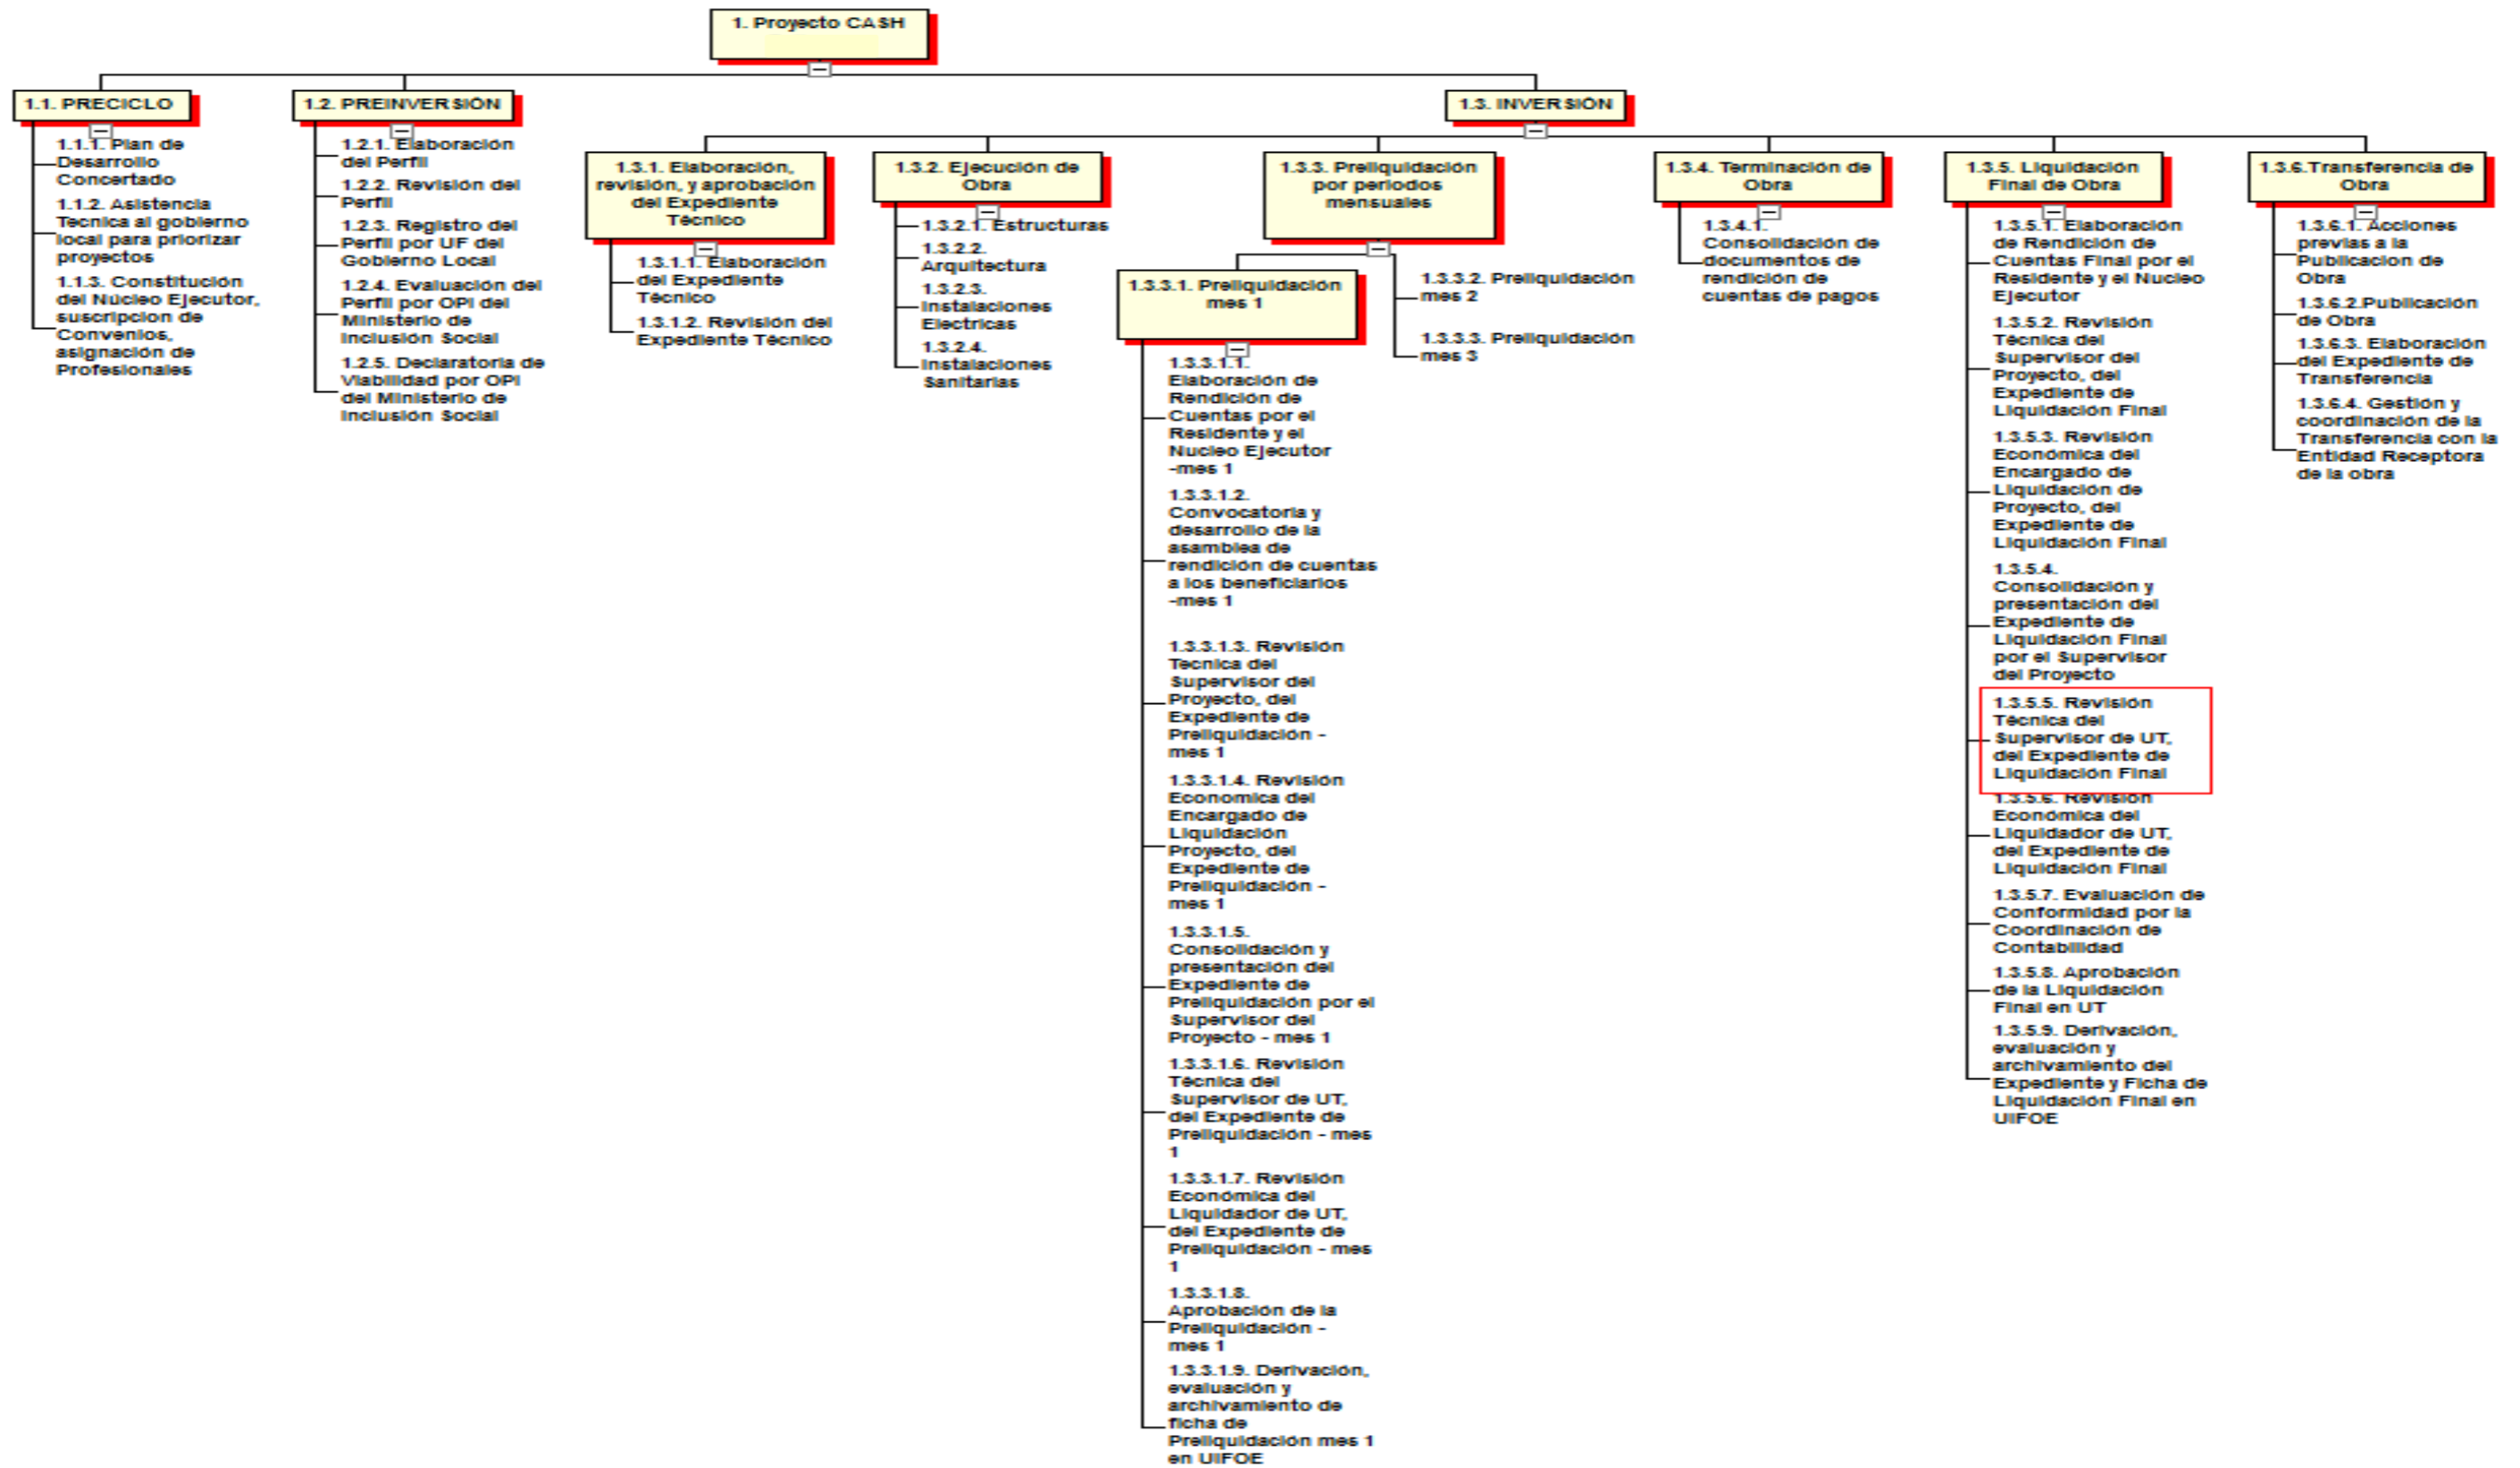 1. Proyecto CASH
1.1. PRECICLO
1.1.1. Plan de
Desarrollo
Concertado
1.1.2. Asistencia
Tecnica al gobierno
local para priorizar
proyectos
1.1.3. Constitución
del Núcleo Ejecutor,
suscripcion de
Convenios,
asignación de
Profesionales
1.2. PREINVERSIÓN
1.2.1. Elaboración
del Perfil
1.2.2. Revisión del
Perfil
1.2.3. Registro del
Perfil por UF del
Gobierno Local
1.2.4. Evaluación del
Perfil por OPI del
Ministerio de
Inclusión Social
1.2.5. Declaratoria de
Viabilidad por OPI
del Ministerio de
Inclusión Social
1.3. INVERSIÓN
1.3.1. Elaboración,
revisión, y aprobación
del Expediente
Técnico
1.3.1.1. Elaboración
del Expediente
Técnico
1.3.1.2. Revisión del
Expediente Técnico
1.3.2. Ejecución de
Obra
1.3.2.1. Estructuras
1.3.2.2.
Arquitectura
1.3.2.3.
Instalaciones
Electricas
1.3.2.4.
Instalaciones
Sanitarias
1.3.3. Preliquidación
por periodos
mensuales
1.3.3.1. Preliquidación
mes 1
1.3.3.1.1.
Elaboración de
Rendición de
Cuentas por el
Residente y el
Nucleo Ejecutor
-mes 1
1.3.3.1.2.
Convocatoria y
desarrollo de la
asamblea de
rendición de cuentas
a los beneficiarios
-mes 1
1.3.3.1.3. Revisión
Tecnica del
Supervisor del
Proyecto, del
Expediente de
Preliquidación -
mes 1
1.3.3.1.4. Revisión
Economica del
Encargado de
Liquidación
Proyecto, del
Expediente de
Preliquidación -
mes 1
1.3.3.1.5.
Consolidación y
presentación del
Expediente de
Preliquidación por el
Supervisor del
Proyecto - mes 1
1.3.3.1.6. Revisión
Técnica del
Supervisor de UT,
del Expediente de
Preliquidación - mes
1
1.3.3.1.7. Revisión
Económica del
Liquidador de UT,
del Expediente de
Preliquidación - mes
1
1.3.3.1.8.
Aprobación de la
Preliquidación -
mes 1
1.3.3.1.9. Derivación,
evaluación y
archivamiento de
ficha de
Preliquidación mes 1
en UIFOE
1.3.3.2. Preliquidación
mes 2
1.3.3.3. Preliquidación
mes 3
1.3.4. Terminación de
Obra
1.3.4.1.
Consolidación de
documentos de
rendición de
cuentas de pagos
1.3.5. Liquidación
Final de Obra
1.3.5.1. Elaboración
de Rendición de
Cuentas Final por el
Residente y el Nucleo
Ejecutor
1.3.5.2. Revisión
Técnica del
Supervisor del
Proyecto, del
Expediente de
Liquidación Final
1.3.5.3. Revisión
Económica del
Encargado de
Liquidación de
Proyecto, del
Expediente de
Liquidación Final
1.3.5.4.
Consolidación y
presentación del
Expediente de
Liquidación Final
por el Supervisor
del Proyecto
1.3.5.5. Revisión
Técnica del
Supervisor de UT,
del Expediente de
Liquidación Final
1.3.5.6. Revisión
Económica del
Liquidador de UT,
del Expediente de
Liquidación Final
1.3.5.7. Evaluación de
Conformidad por la
Coordinación de
Contabilidad
1.3.5.8. Aprobación
de la Liquidación
Final en UT
1.3.5.9. Derivación,
evaluación y
archivamiento del
Expediente y Ficha de
Liquidación Final en
UIFOE
1.3.6.Transferencia de
Obra
1.3.6.1. Acciones
previas a la
Publicacion de
Obra
1.3.6.2.Publicación
de Obra
1.3.6.3. Elaboración
del Expediente de
Transferencia
1.3.6.4. Gestión y
coordinación de la
Transferencia con la
Entidad Receptora
de la obra